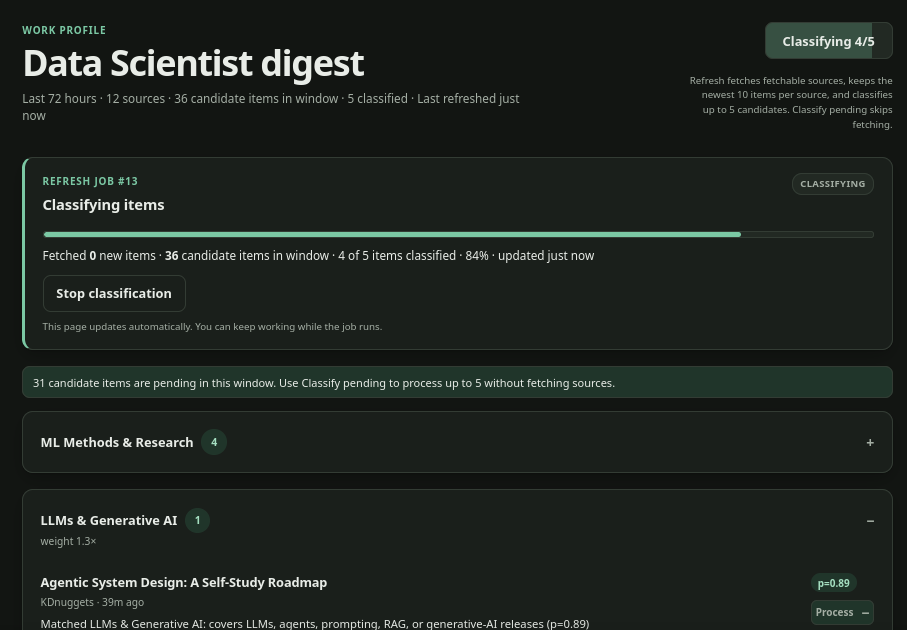 WORK PROFILE
Data Scientist digest
Last 72 hours · 12 sources · 36 candidate items in window · 5 classified · Last refreshed just
now
Classifying 4/5
Refresh fetches fetchable sources, keeps the
newest 10 items per source, and classifies
up to 5 candidates. Classify pending skips
fetching.
REFRESH JOB #13
CLASSIFYING
Classifying items
Fetched 0 new items · 36 candidate items in window · 4 of 5 items classified · 84% · updated just now
Stop classification
This page updates automatically. You can keep working while the job runs.
31 candidate items are pending in this window. Use Classify pending to process up to 5 without fetching sources.
ML Methods & Research 4 +
LLMs & Generative AI 1 −
weight 1.3×
Agentic System Design: A Self-Study Roadmap
p=0.89
KDnuggets · 39m ago
Process −
Matched LLMs & Generative AI: covers LLMs, agents, prompting, RAG, or generative-AI releases (p=0.89)